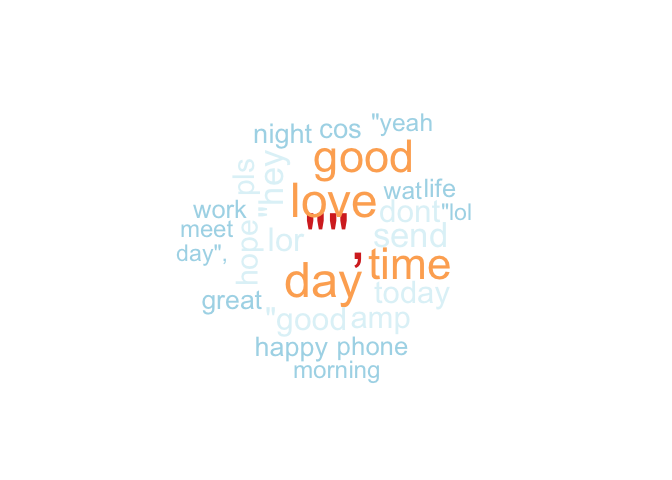 "yeah
night cos
good
pls
"hey
love
wat life
work
dont "lol
"""
meet
lor
send
day",
hope
,
time
day
today
great
"good amp
happy phone
morning